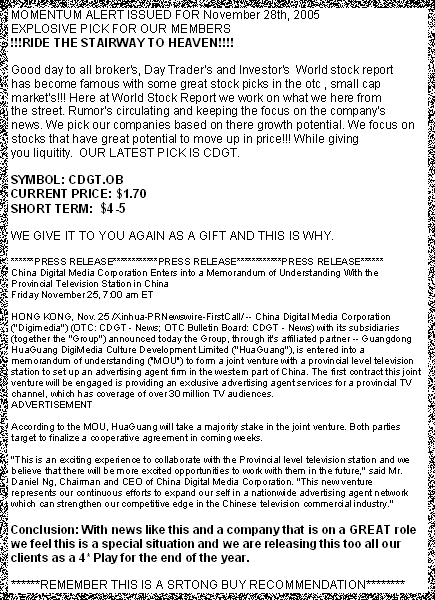 MOMENTUM ALERT ISSUED FOR November 28th, 2005
EXPLOSIVE PICK FOR OUR MEMBERS
!!!RIDE THE STAIRWAY TO HEAVEN!!!!
Good day to all broker's, Day Trader's and Investor's  World stock report
has become famous with some great stock picks in the otc , small cap
market's!!! Here at World Stock Report we work on what we here from
the street. Rumor's circulating and keeping the focus on the company's
news. We pick our companies based on there growth potential. We focus on
stocks that have great potential to move up in price!!! While giving
you liquitity.  OUR LATEST PICK IS CDGT.
SYMBOL: CDGT.OB
CURRENT PRICE: $1.70
SHORT TERM:  $4 -5
WE GIVE IT TO YOU AGAIN AS A GIFT AND THIS IS WHY.
******PRESS RELEASE************PRESS RELEASE************PRESS RELEASE******
China Digital Media Corporation Enters into a Memorandum of Understanding With the
Provincial Television Station in China
Friday November 25, 7:00 am ET
HONG KONG, Nov. 25 /Xinhua-PRNewswire-FirstCall/ -- China Digital Media Corporation
("Digimedia") (OTC: CDGT - News; OTC Bulletin Board: CDGT - News) with its subsidiaries
(together the "Group") announced today the Group, through it's affiliated partner -- Guangdong
HuaGuang DigiMedia Culture Development Limited ("HuaGuang"), is entered into a
memorandum of understanding ("MOU") to form a joint venture with a provincial level television
station to set up an advertising agent firm in the western part of China. The first contract this joint
venture will be engaged is providing an exclusive advertising agent services for a provincial TV
channel, which has coverage of over 30 million TV audiences.
ADVERTISEMENT
According to the MOU, HuaGuang will take a majority stake in the joint venture. Both parties
target to finalize a cooperative agreement in coming weeks.
"This is an exciting experience to collaborate with the Provincial level television station and we
believe that there will be more excited opportunities to work with them in the future," said Mr.
Daniel Ng, Chairman and CEO of China Digital Media Corporation. "This new venture
represents our continuous efforts to expand our self in a nationwide advertising agent network
which can strengthen our competitive edge in the Chinese television commercial industry."
Conclusion: With news like this and a company that is on a GREAT role
we feel this is a special situation and we are releasing this too all our
clients as a 4* Play for the end of the year.
******REMEMBER THIS IS A SRTONG BUY RECOMMENDATION********